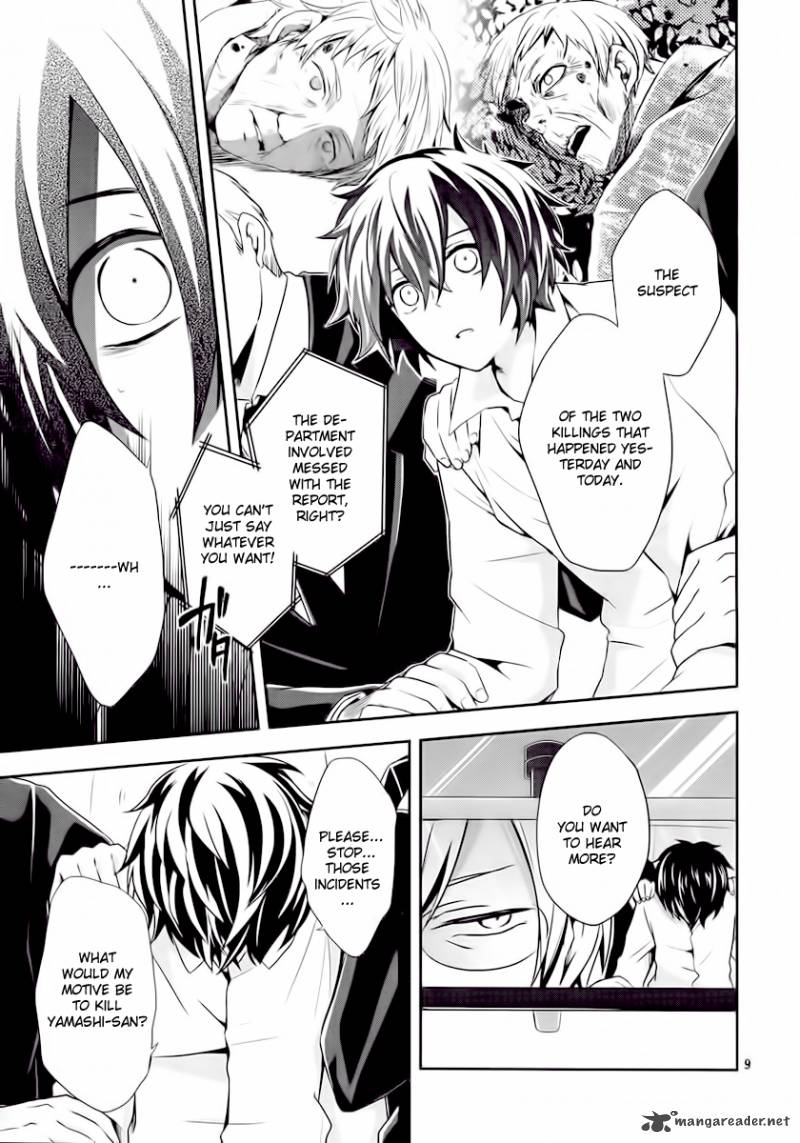 THE
SUSPECT
OF THE TWO
KILLINGS THAT
HAPPENED YES-
TERDAY AND
TODAY.
THE DE-
PARTMENT
INVOLVED
MESSED
WITH THE
REPORT,
RIGHT?
YOU CAN'T
JUST SAY
WHATEVER
YOU WANT!
ガタ
-------WH
...
DO
YOU WANT
TO HEAR
MORE?
PLEASE...
STOP...
THOSE
INCIDENTS
...
WHAT
WOULD MY
MOTIVE BE
TO KILL
YAMASHI-SAN?
9
mangareader.net